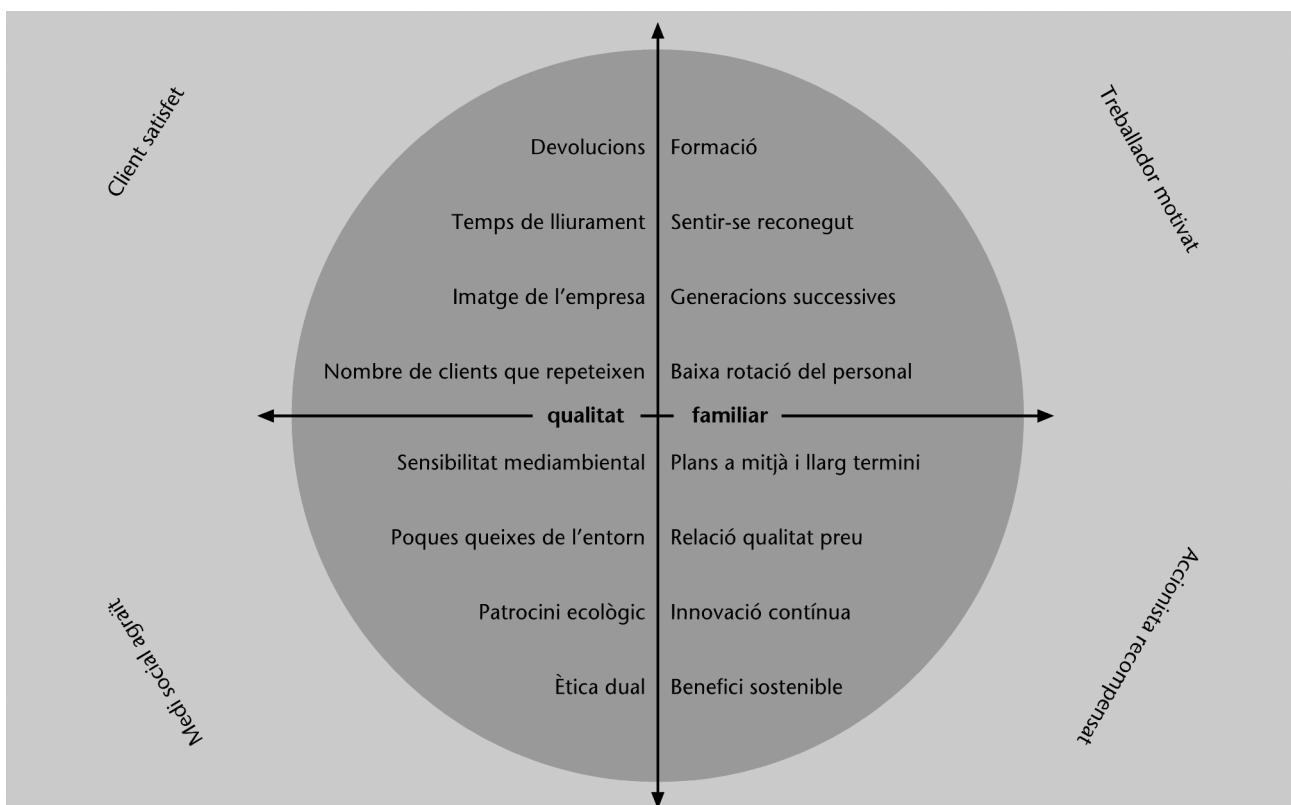 Client satisfet
Treballador motivat
Devolucions
Formació
Temps de lliurament
Sentir-se reconegut
Imatge de l'empresa
Generacions successives
Nombre de clients que repeteixen
Baixa rotació del personal
qualitat
familiar
Sensibilitat mediambiental
Plans a mitjà i llarg termini
Poques queixes de l'entorn
Relació qualitat preu
Patrocini ecològic
Innovació contínua
Ètica dual
Benefici sostenible
Medi social agraït
Accionista recompensat